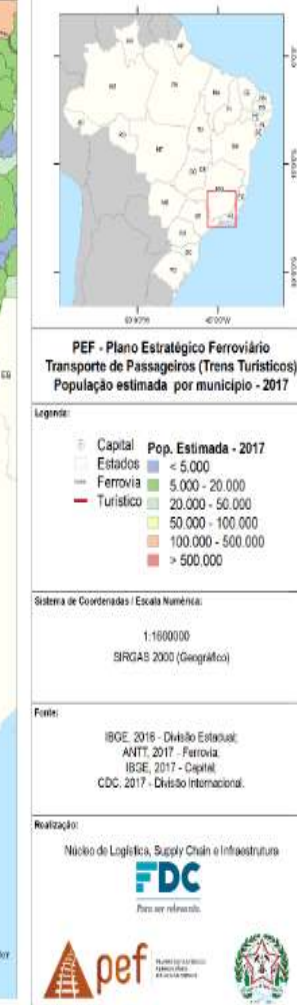 PEF - Plano Estratégico Ferroviário
Transporte de Passageiros (Trens Turísticos)
População estimada por município - 2017
Legenda:
Capital
Estados
Ferrovia
Turístico
Pop. Estimada - 2017
< 5.000
5.000 - 20.000
20.000 - 50.000
50.000 - 100.000
100.000 - 500.000
> 500.000
Sistema de Coordenadas / Escala Numérica:
1:1600000
SIRGAS 2000 (Geográfico)
Fonte:
IBGE, 2016 - Divisão Estadual;
ANTT, 2017 - Ferrovia;
IBGE, 2017 - Capital;
CDC, 2017 - Divisão Internacional.
Realização:
Núcleo de Logística, Supply Chain e Infraestrutura
FDC
Para ser relevante.
pef